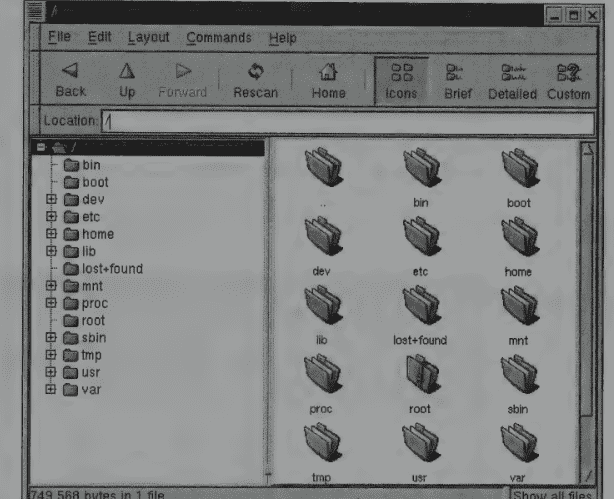 /
File Edit Layout Commands Help
Back Up Forward Rescan Home Icons Brief Detailed Custom
Location: /
/
bin
boot
dev
etc
home
lib
lost+found
mnt
proc
root
sbin
tmp
usr
var
.. bin boot
dev etc home
lib lost+found mnt
proc root sbin
tmp usr var
749,568 bytes in 1 file Show all files